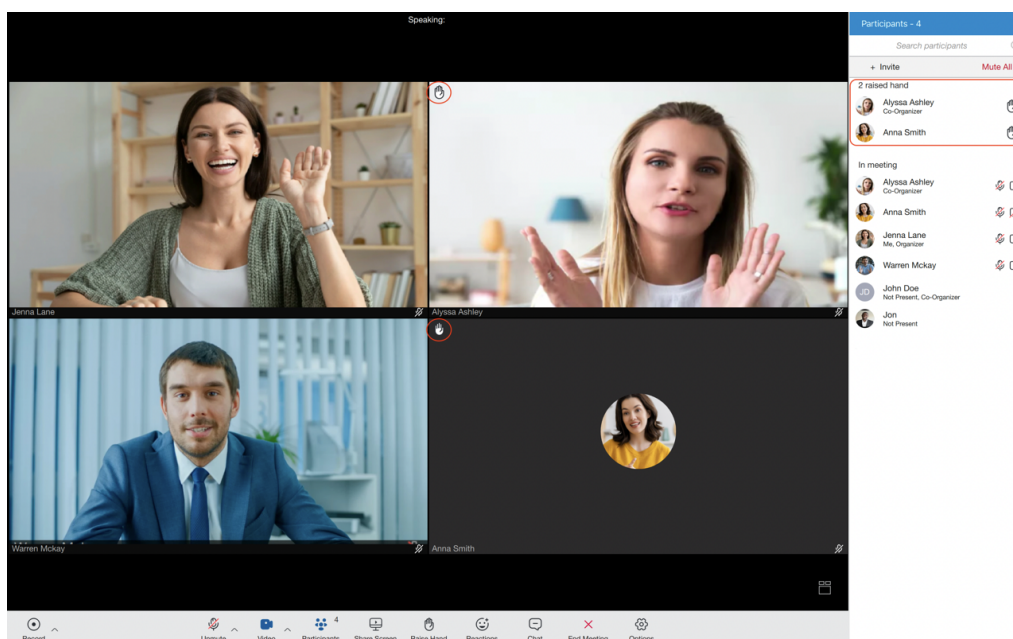 Speaking:
Participants - 4
Search participants
+ Invite
Mute All
2 raised hand
Alyssa Ashley
Co-Organizer
Anna Smith
In meeting
Alyssa Ashley
Co-Organizer
Anna Smith
Jenna Lane
Me, Organizer
Warren Mckay
JD
John Doe
Not Present, Co-Organizer
Jon
Not Present
Jenna Lane
Alyssa Ashley
Warren Mckay
Anna Smith
4
Record
Unmute
Video
Participants
Share Screen
Raise Hand
Reactions
Chat
End Meeting
Options